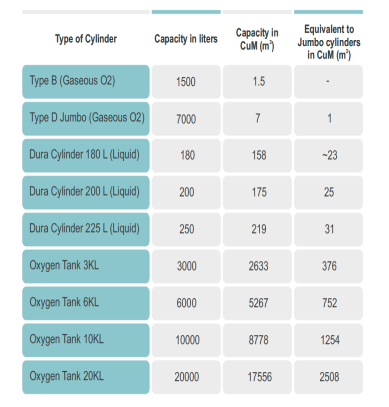 Type of Cylinder Capacity in liters Capacity in CuM (m³) Equivalent to Jumbo cylinders in CuM (m³)
Type B (Gaseous O2) 1500 1.5 -
Type D Jumbo (Gaseous O2) 7000 7 1
Dura Cylinder 180 L (Liquid) 180 158 ~23
Dura Cylinder 200 L (Liquid) 200 175 25
Dura Cylinder 225 L (Liquid) 250 219 31
Oxygen Tank 3KL 3000 2633 376
Oxygen Tank 6KL 6000 5267 752
Oxygen Tank 10KL 10000 8778 1254
Oxygen Tank 20KL 20000 17556 2508